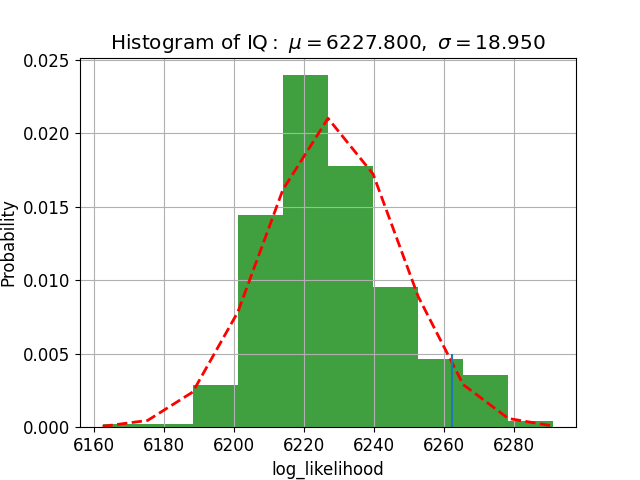 Histogram of IQ : μ = 6227.800, σ = 18.950
0.025
0.020
0.015
0.010
0.005
0.000
Probability
6160 6180 6200 6220 6240 6260 6280
log_likelihood